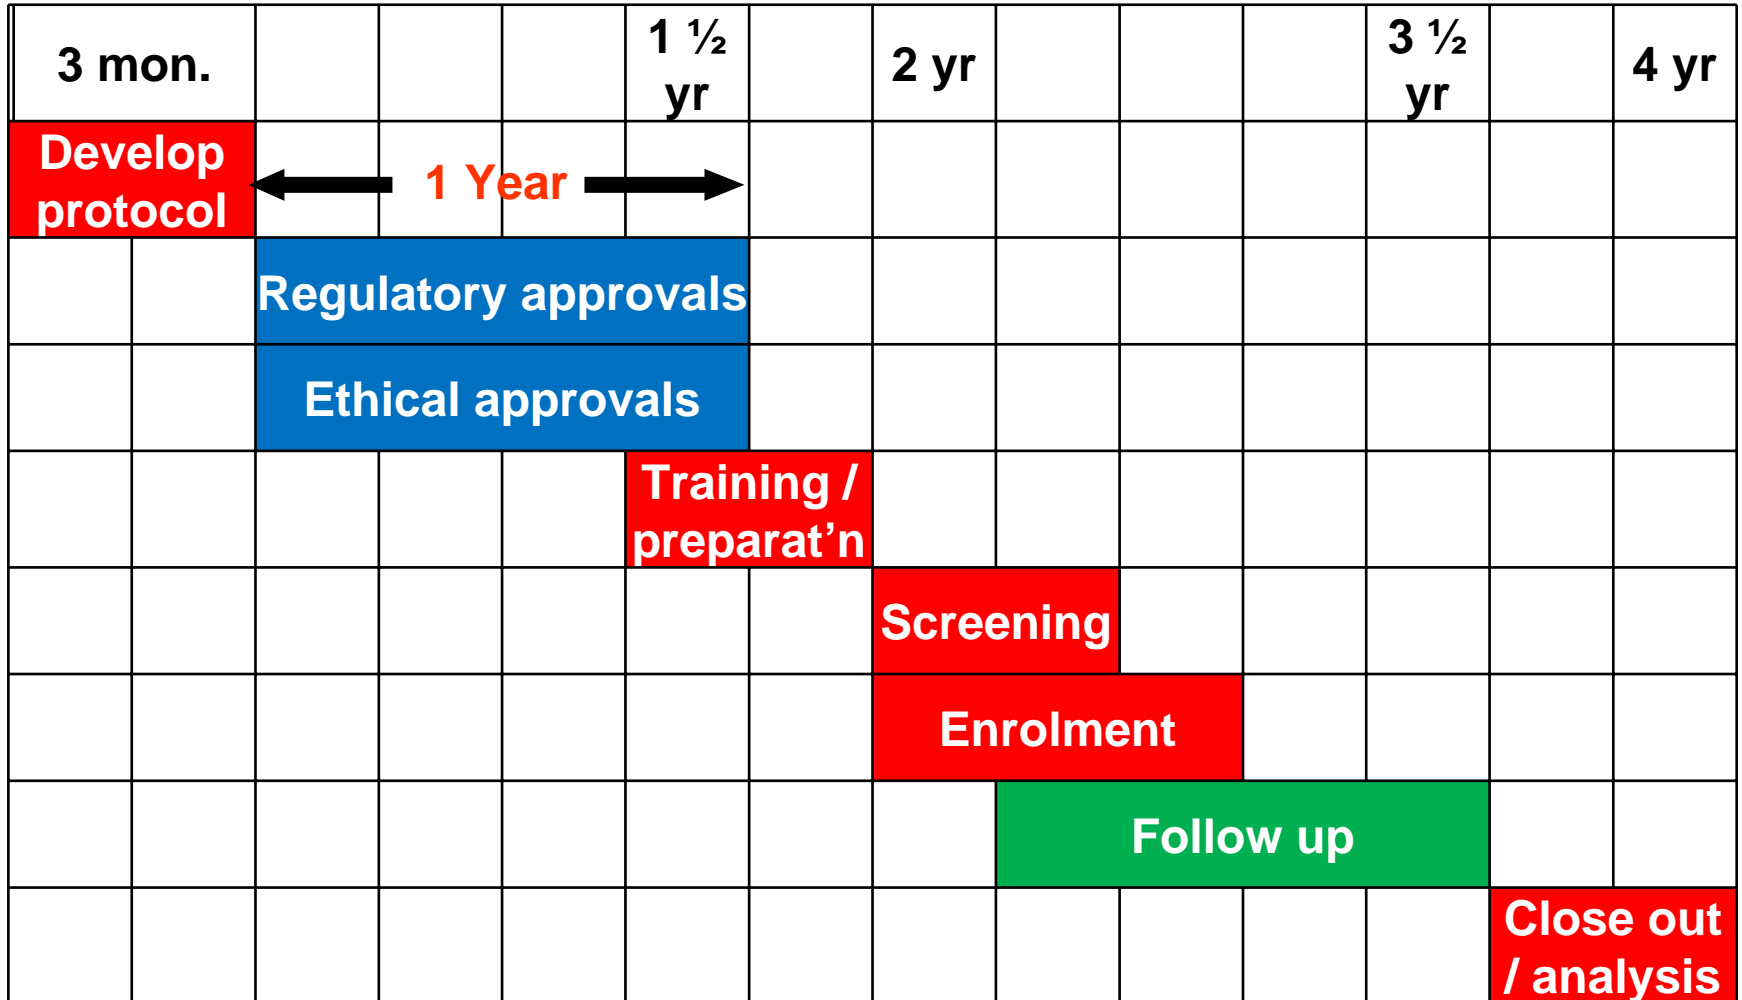 3 mon.
1 ½
yr
2 yr
3 ½
yr
4 yr
Develop
protocol
1 Year
Regulatory approvals
Ethical approvals
Training /
preparat’n
Screening
Enrolment
Follow up
Close out
/ analysis